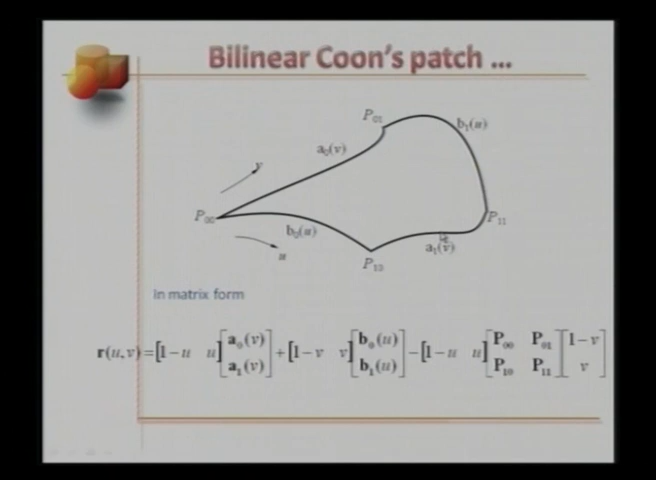 Bilinear Coon's patch ...
P₀₁
b₁(u)
a₀(v)
v
P₀₀
P₁₁
b₀(u)
a₁(v)
u
P₁₀
In matrix form
r(u,v)=[1−u u][a₀(v) a₁(v)]+[1−v v][b₀(u) b₁(u)]−[1−u u][P₀₀ P₀₁ P₁₀ P₁₁][1−v v]